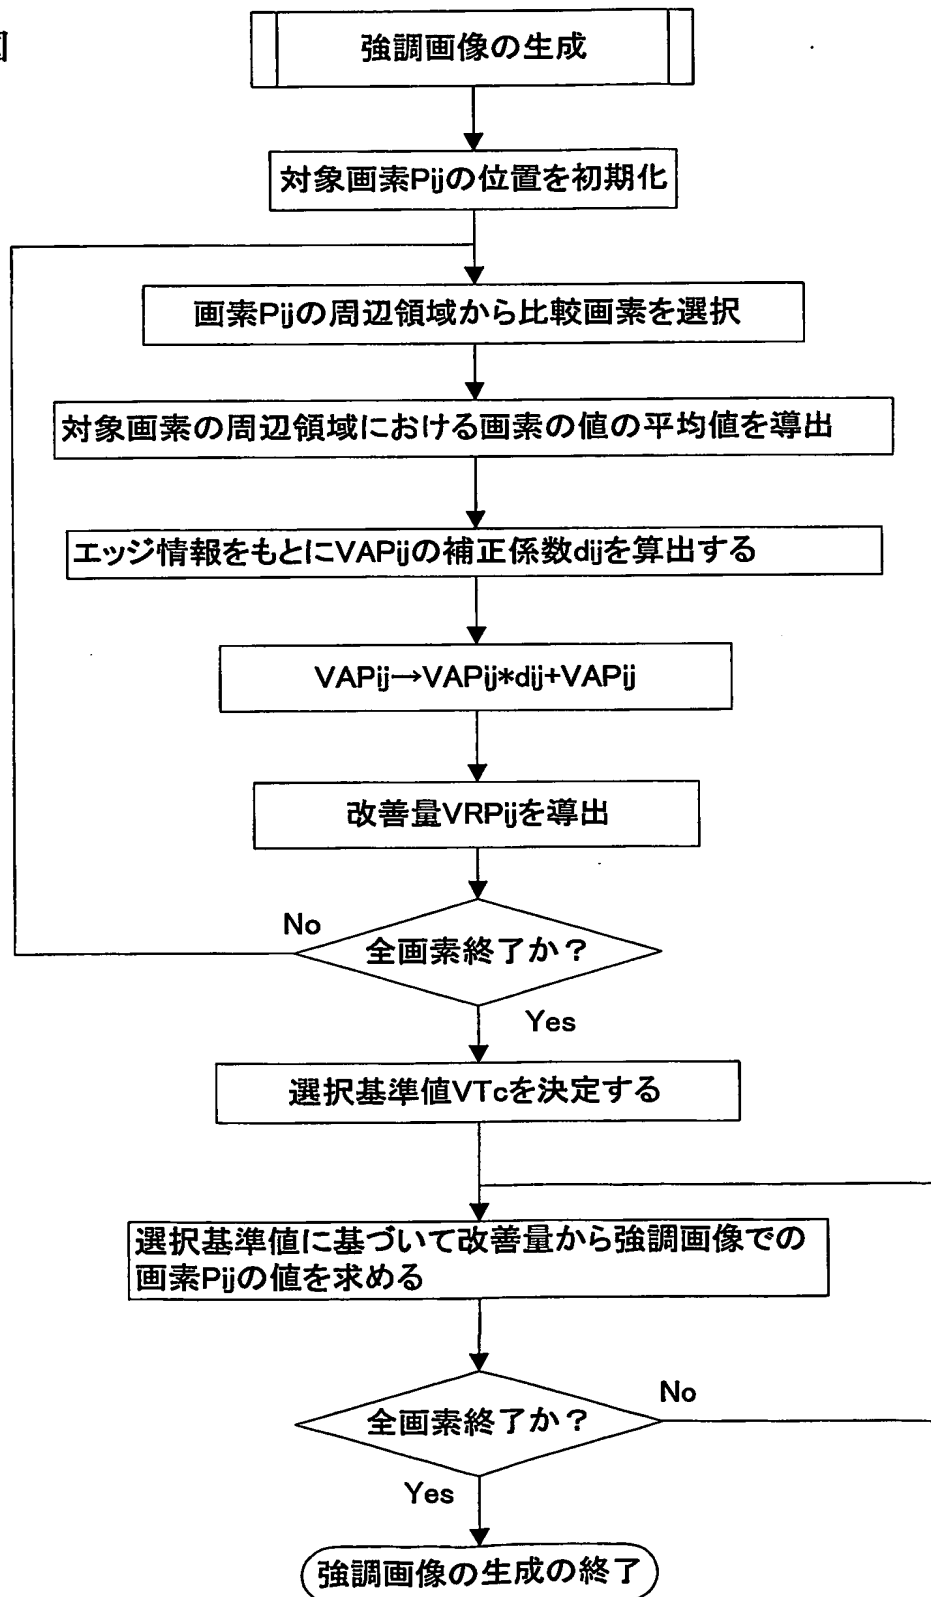 強調画像の生成
対象画素Pijの位置を初期化
画素Pijの周辺領域から比較画素を選択
対象画素の周辺領域における画素の値の平均値を導出
エッジ情報をもとにVAPijの補正係数dijを算出する
VAPij→VAPij*dij+VAPij
改善量VRPijを導出
No
全画素終了か？
Yes
選択基準値VTcを決定する
選択基準値に基づいて改善量から強調画像での
画素Pijの値を求める
No
全画素終了か？
Yes
強調画像の生成の終了